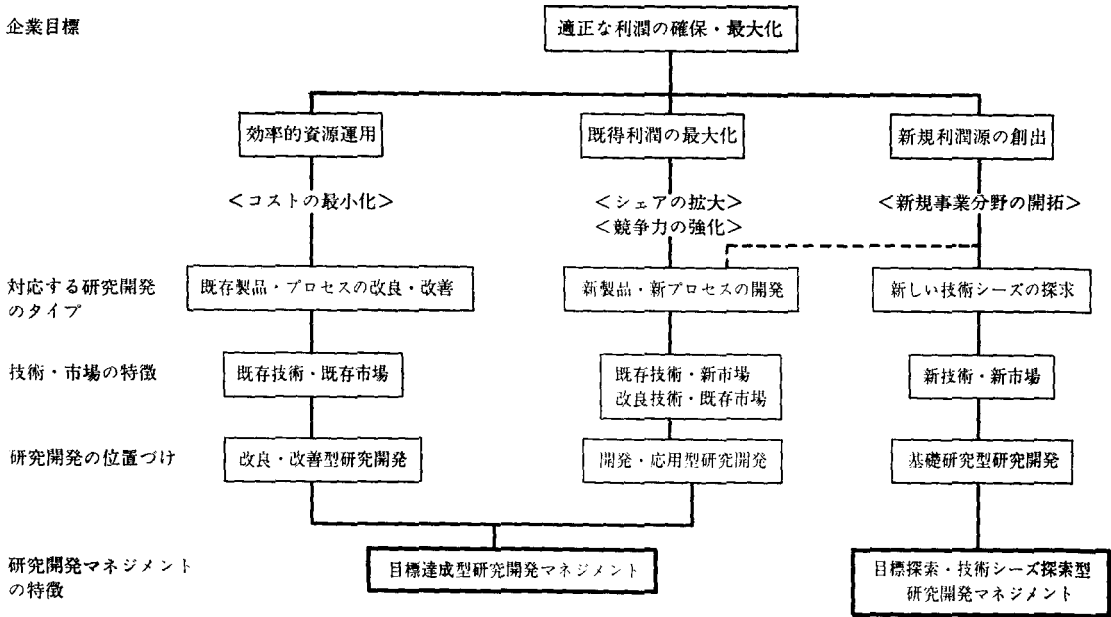 企業目標
適正な利潤の確保・最大化
効率的資源運用
既得利潤の最大化
新規利潤源の創出
<コストの最小化>
<シェアの拡大>
<競争力の強化>
<新規事業分野の開拓>
対応する研究開発
のタイプ
既存製品・プロセスの改良・改善
新製品・新プロセスの開発
新しい技術シーズの探求
技術・市場の特徴
既存技術・既存市場
既存技術・新市場
改良技術・既存市場
新技術・新市場
研究開発の位置づけ
改良・改善型研究開発
開発・応用型研究開発
基礎研究型研究開発
研究開発マネジメント
の特徴
目標達成型研究開発マネジメント
目標探索・技術シーズ探索型
研究開発マネジメント